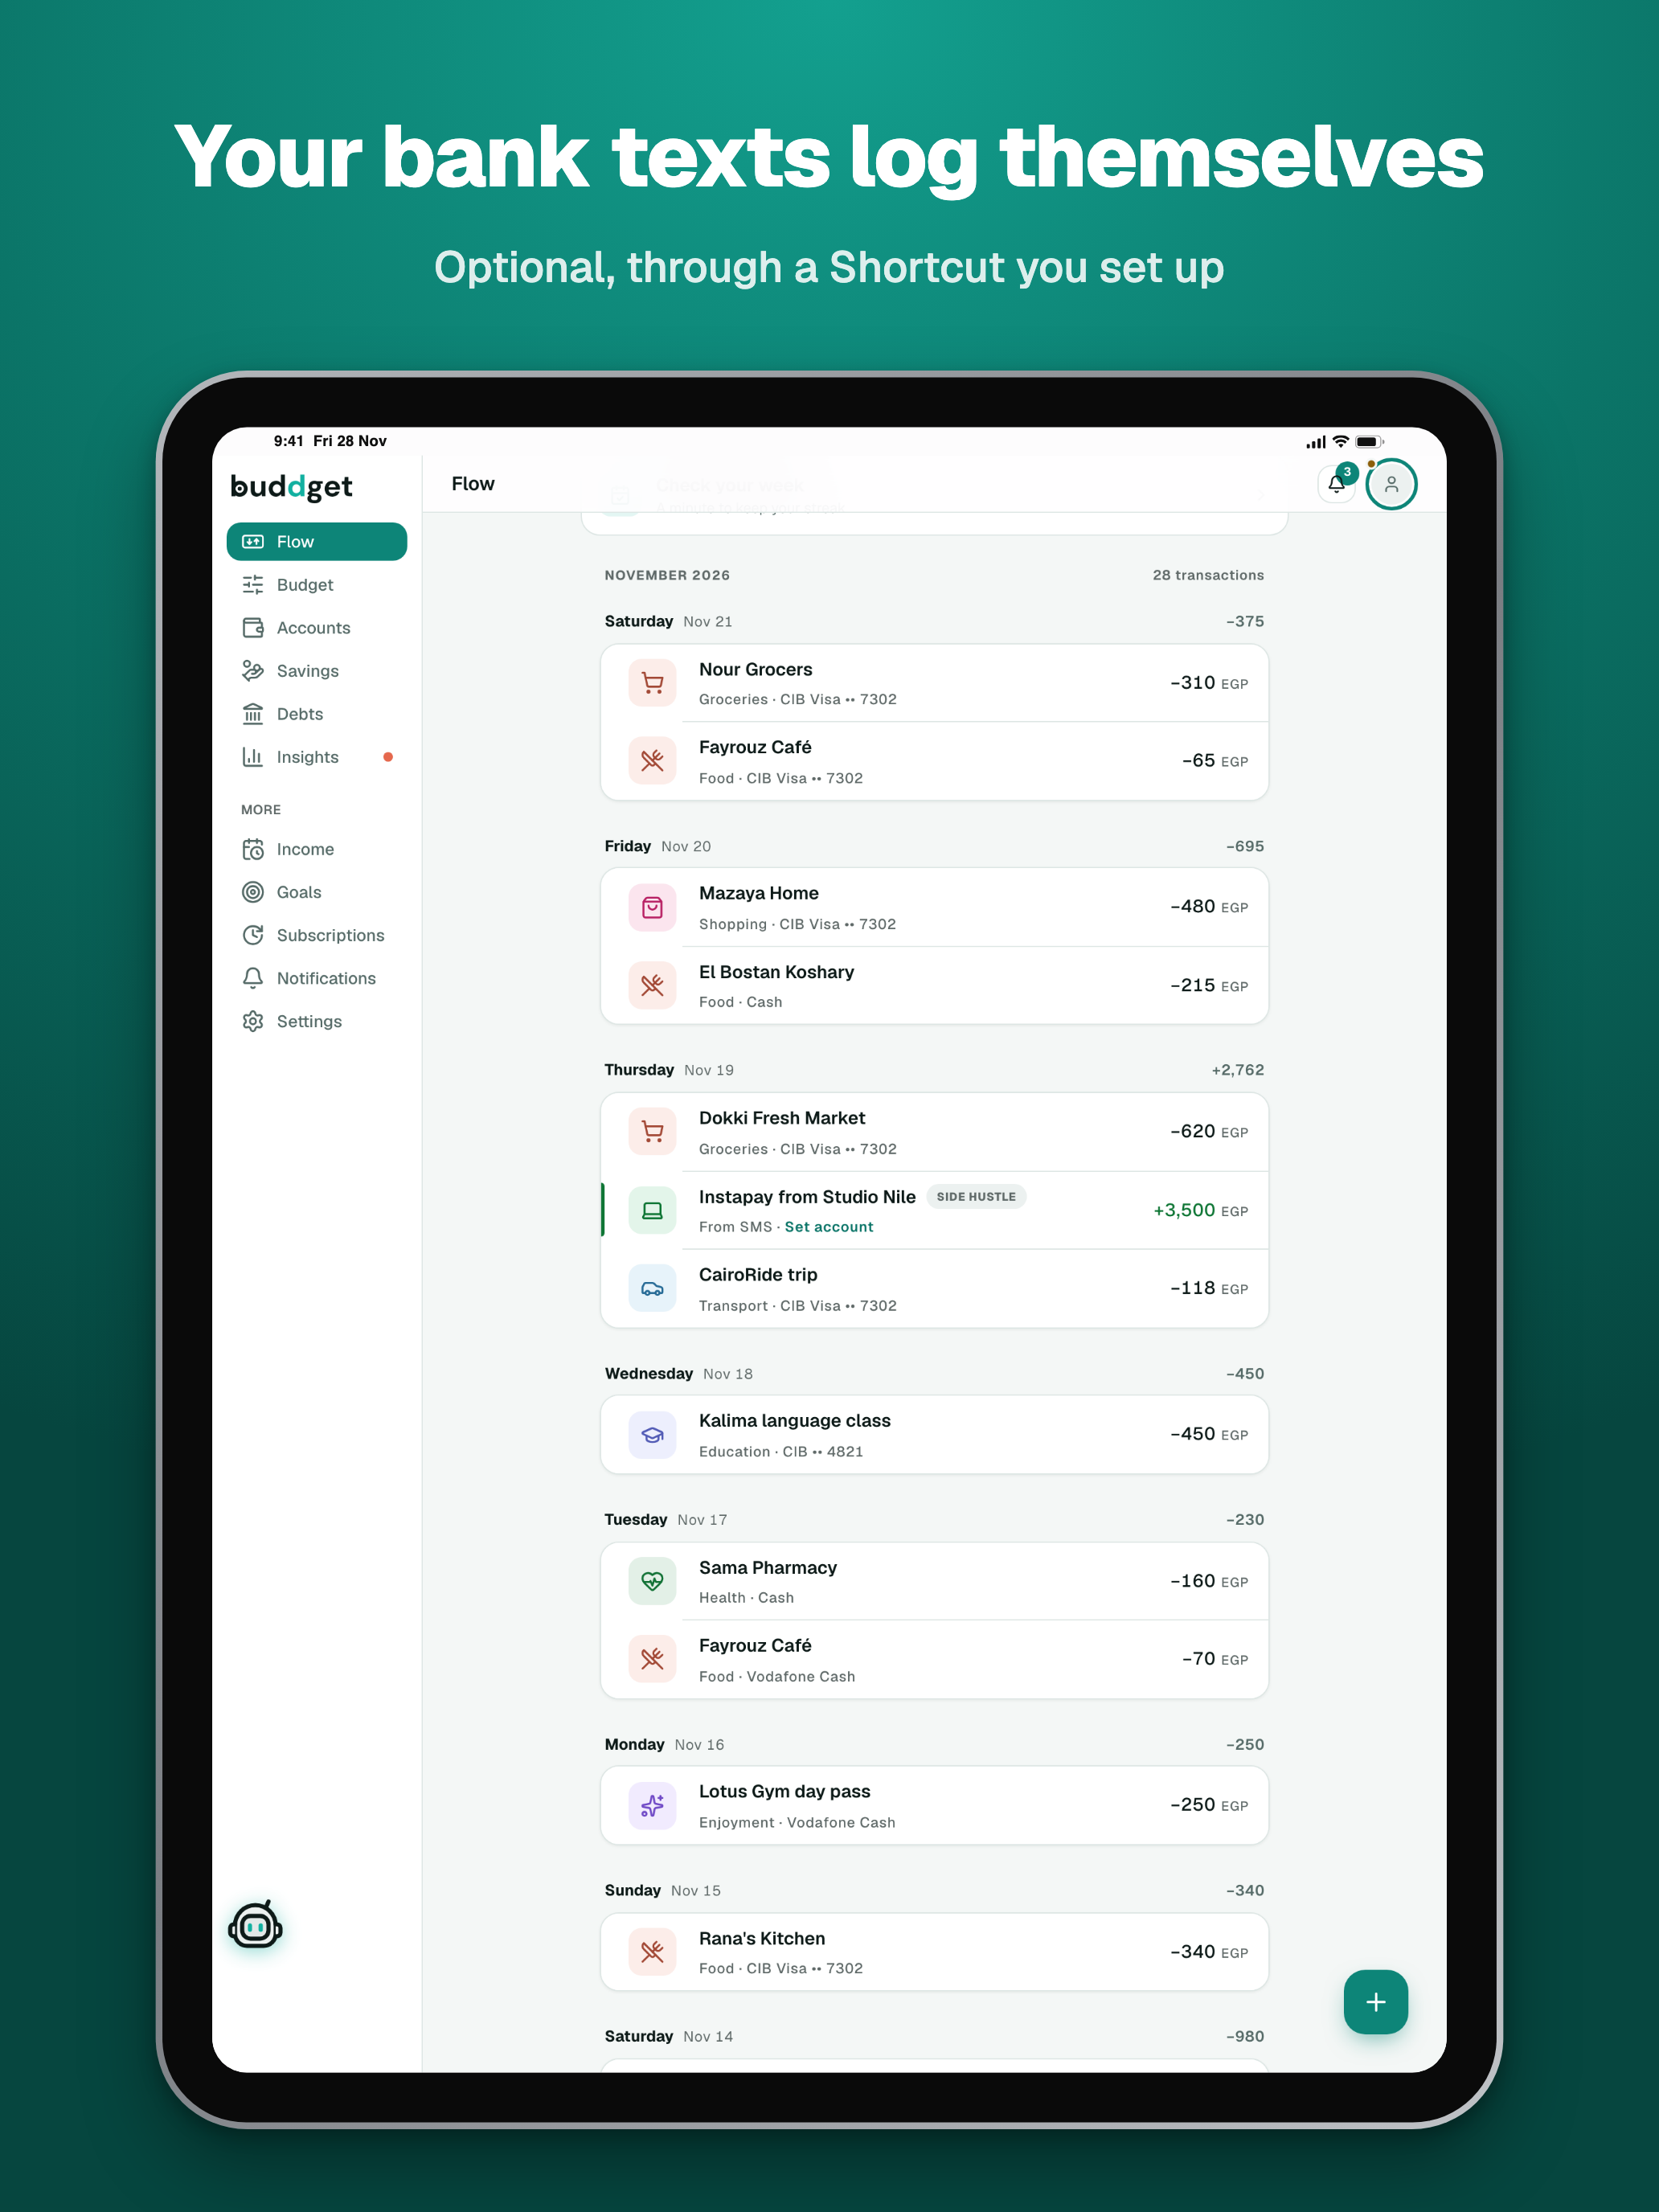 Your bank texts log themselves
Optional, through a Shortcut you set up
9:41 Fri 28 Nov
buddget
Flow
3
Check your week
A minute to keep your streak
Flow
Budget
Accounts
Savings
Debts
Insights
MORE
Income
Goals
Subscriptions
Notifications
Settings
NOVEMBER 2026 28 transactions
Saturday Nov 21 −375
Nour Grocers
Groceries · CIB Visa •• 7302
−310 EGP
Fayrouz Café
Food · CIB Visa •• 7302
−65 EGP
Friday Nov 20 −695
Mazaya Home
Shopping · CIB Visa •• 7302
−480 EGP
El Bostan Koshary
Food · Cash
−215 EGP
Thursday Nov 19 +2,762
Dokki Fresh Market
Groceries · CIB Visa •• 7302
−620 EGP
Instapay from Studio Nile SIDE HUSTLE
From SMS · Set account
+3,500 EGP
CairoRide trip
Transport · CIB Visa •• 7302
−118 EGP
Wednesday Nov 18 −450
Kalima language class
Education · CIB •• 4821
−450 EGP
Tuesday Nov 17 −230
Sama Pharmacy
Health · Cash
−160 EGP
Fayrouz Café
Food · Vodafone Cash
−70 EGP
Monday Nov 16 −250
Lotus Gym day pass
Enjoyment · Vodafone Cash
−250 EGP
Sunday Nov 15 −340
Rana's Kitchen
Food · CIB Visa •• 7302
−340 EGP
Saturday Nov 14 −980